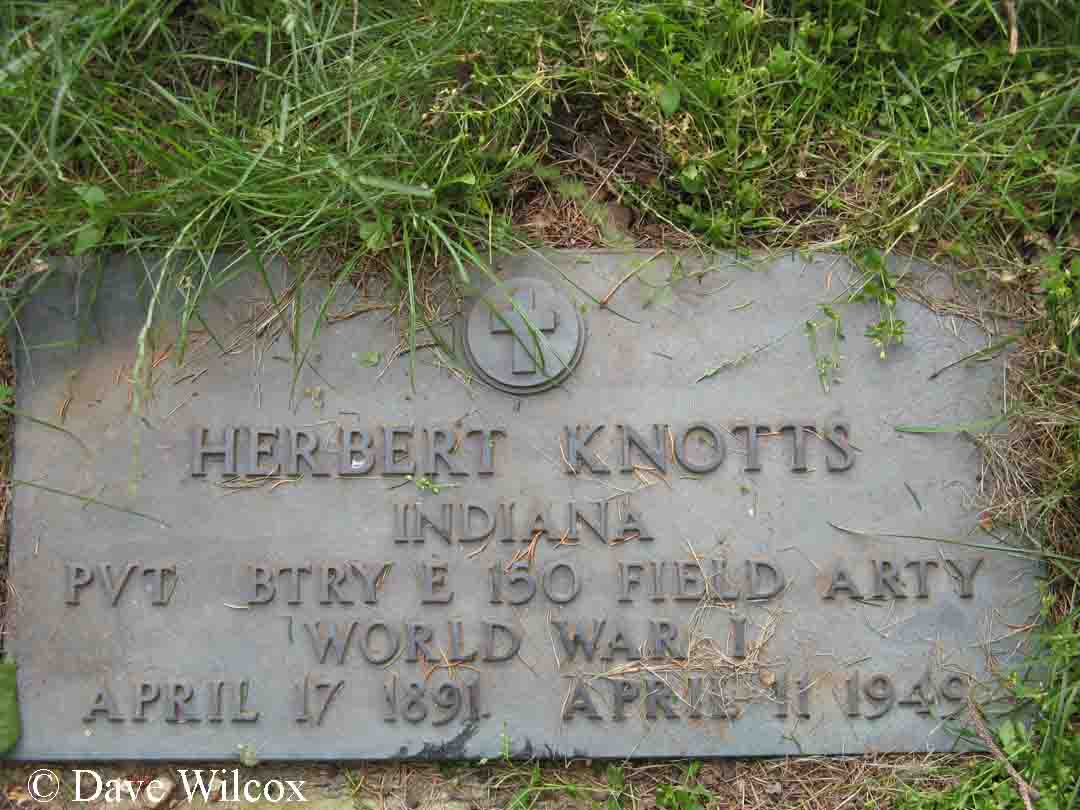 HERBERT KNOTTS
INDIANA
PVT BTRY E 150 FIELD ARTY
WORLD WAR I
APRIL 17 1891 APRIL 11 1949
© Dave Wilcox